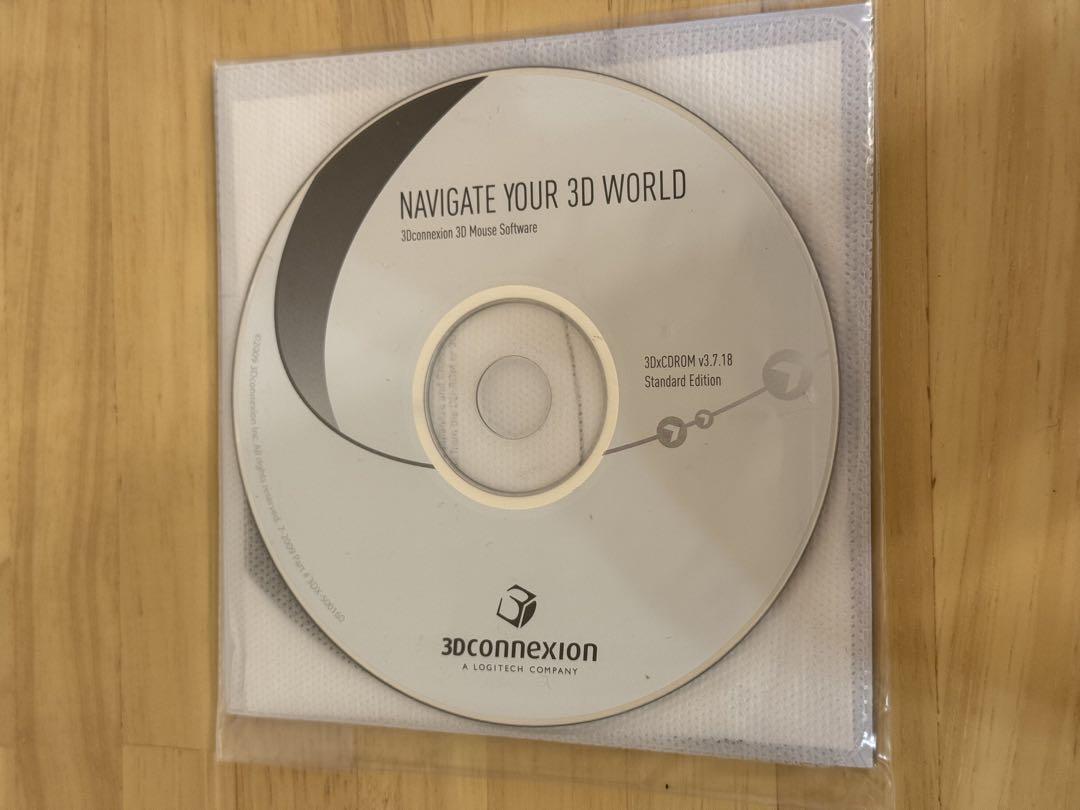 NAVIGATE YOUR 3D WORLD
3Dconnexion 3D Mouse Software
3DxCDROM v3.7.18
Standard Edition
©2009 3Dconnexion Inc. All rights reserved. 7-2009 Part # 3DX-500160
3Dconnexion
A LOGITECH COMPANY